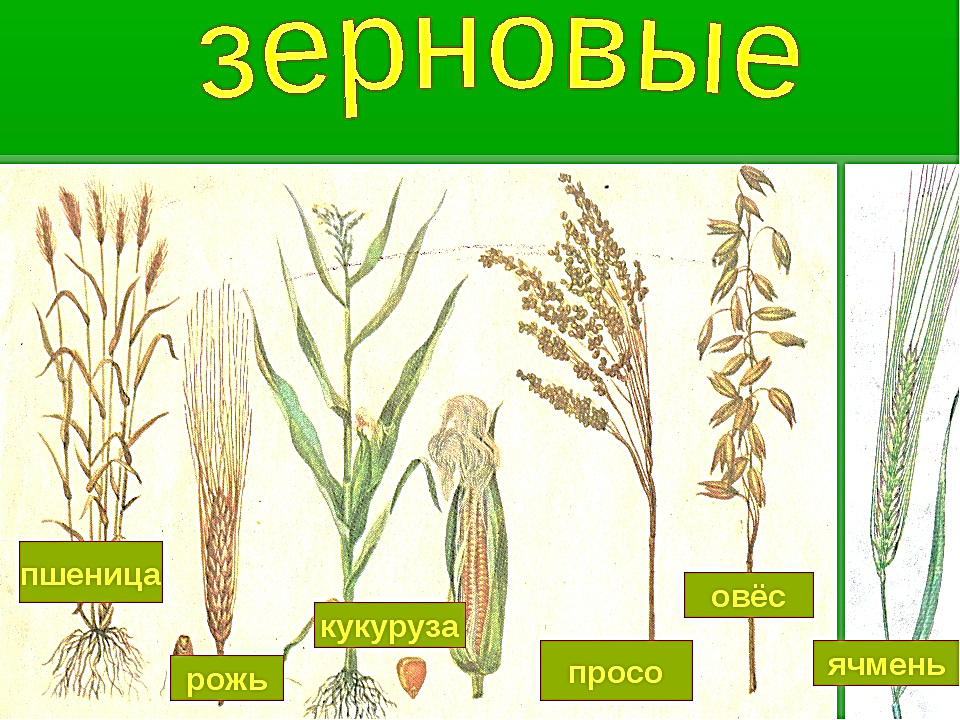 зерновые
пшеница
рожь
кукуруза
просо
овёс
ячмень